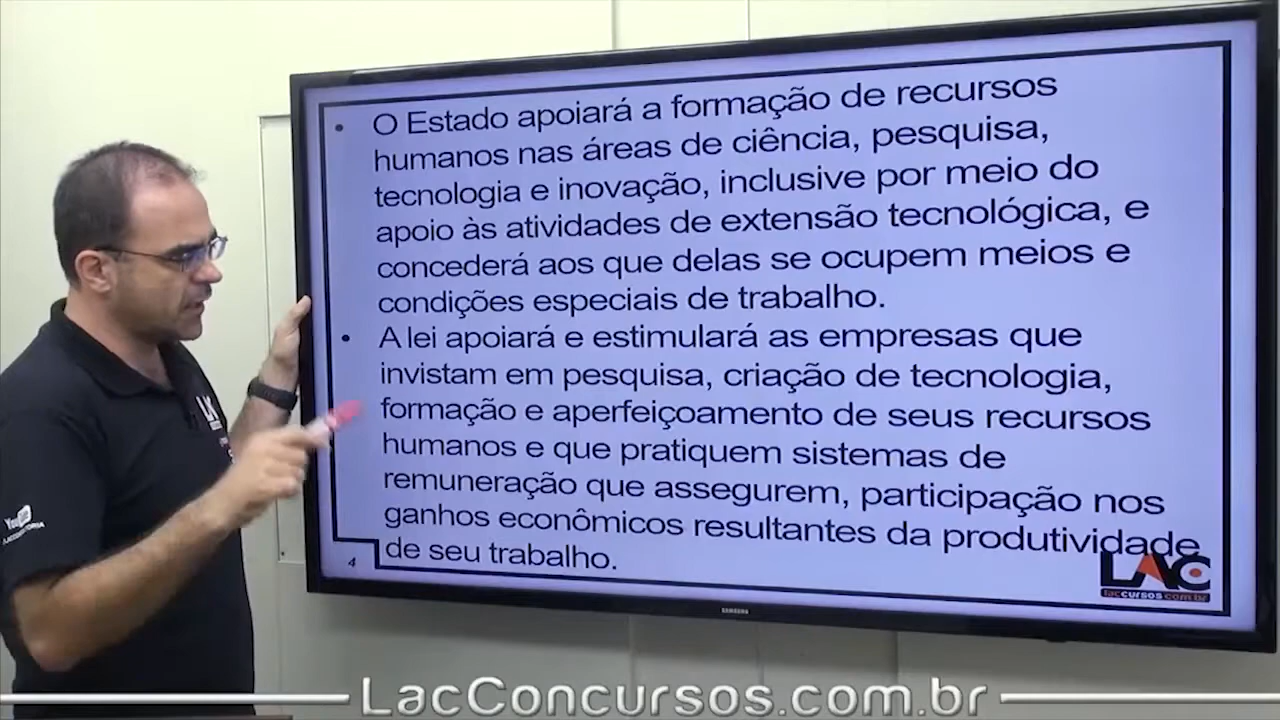 • O Estado apoiará a formação de recursos
humanos nas áreas de ciência, pesquisa,
tecnologia e inovação, inclusive por meio do
apoio às atividades de extensão tecnológica, e
concederá aos que delas se ocupem meios e
condições especiais de trabalho.
• A lei apoiará e estimulará as empresas que
invistam em pesquisa, criação de tecnologia,
formação e aperfeiçoamento de seus recursos
humanos e que pratiquem sistemas de
remuneração que assegurem, participação nos
ganhos econômicos resultantes da produtividade
de seu trabalho.
4
LAC
laccursos.com.br
SAMSUNG
LAC
You
LacConcursos.com.br